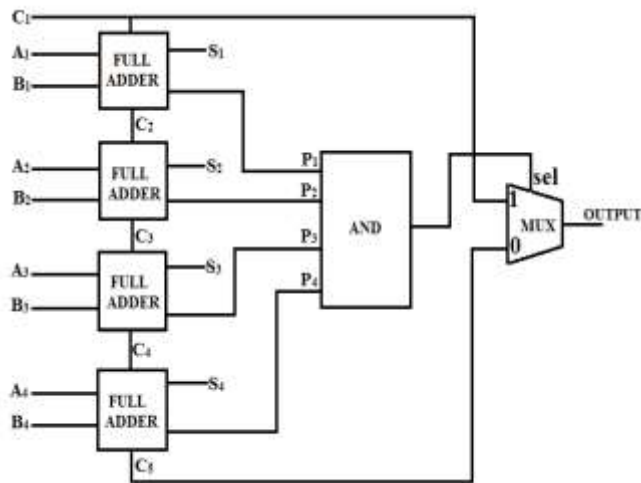 C1
A1
B1
FULL ADDER
S1
C2
A2
B2
FULL ADDER
S2
C3
A3
B3
FULL ADDER
S3
C4
A4
B4
FULL ADDER
S4
C5
P1
P2
P3
P4
AND
sel
1
MUX
0
OUTPUT